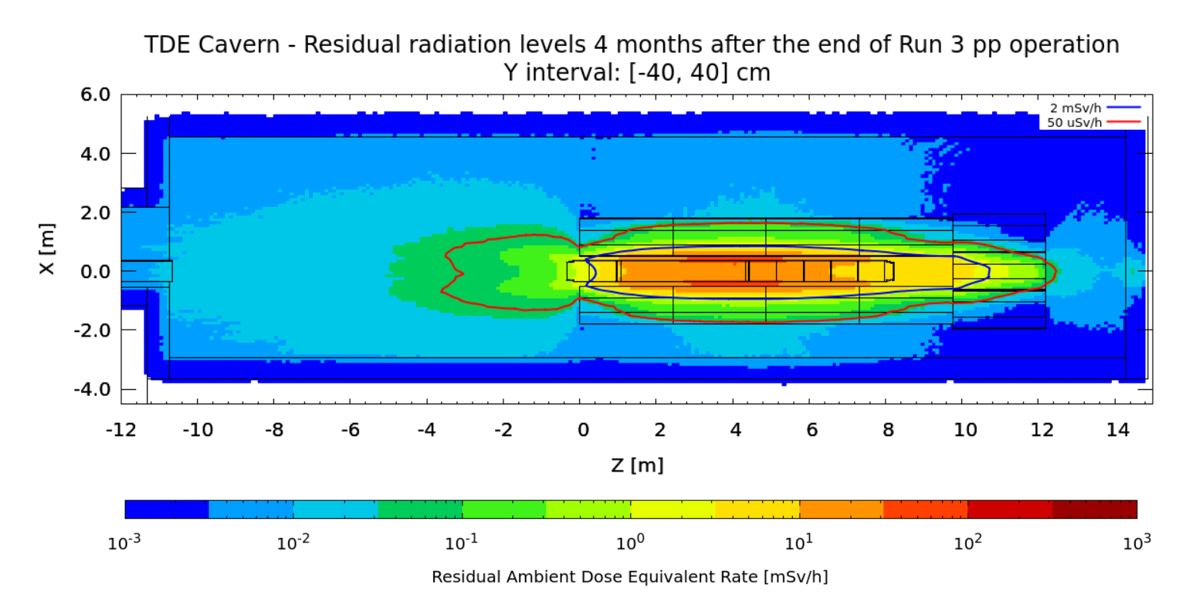 TDE Cavern - Residual radiation levels 4 months after the end of Run 3 pp operation
Y interval: [-40, 40] cm
2 mSv/h
50 uSv/h
6.0
4.0
2.0
0.0
-2.0
-4.0
X [m]
-12 -10 -8 -6 -4 -2 0 2 4 6 8 10 12 14
Z [m]
10⁻³ 10⁻² 10⁻¹ 10⁰ 10¹ 10² 10³
Residual Ambient Dose Equivalent Rate [mSv/h]